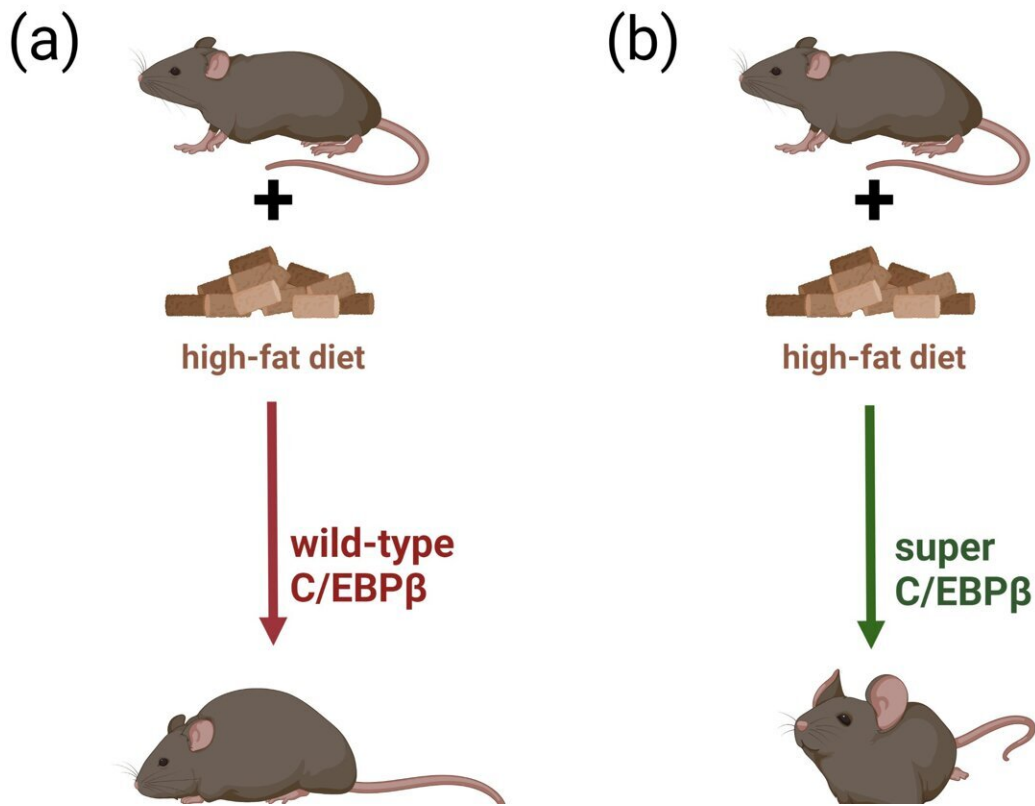 (a)
(b)
+
+
high-fat diet
high-fat diet
wild-type
C/EBPβ
super
C/EBPβ